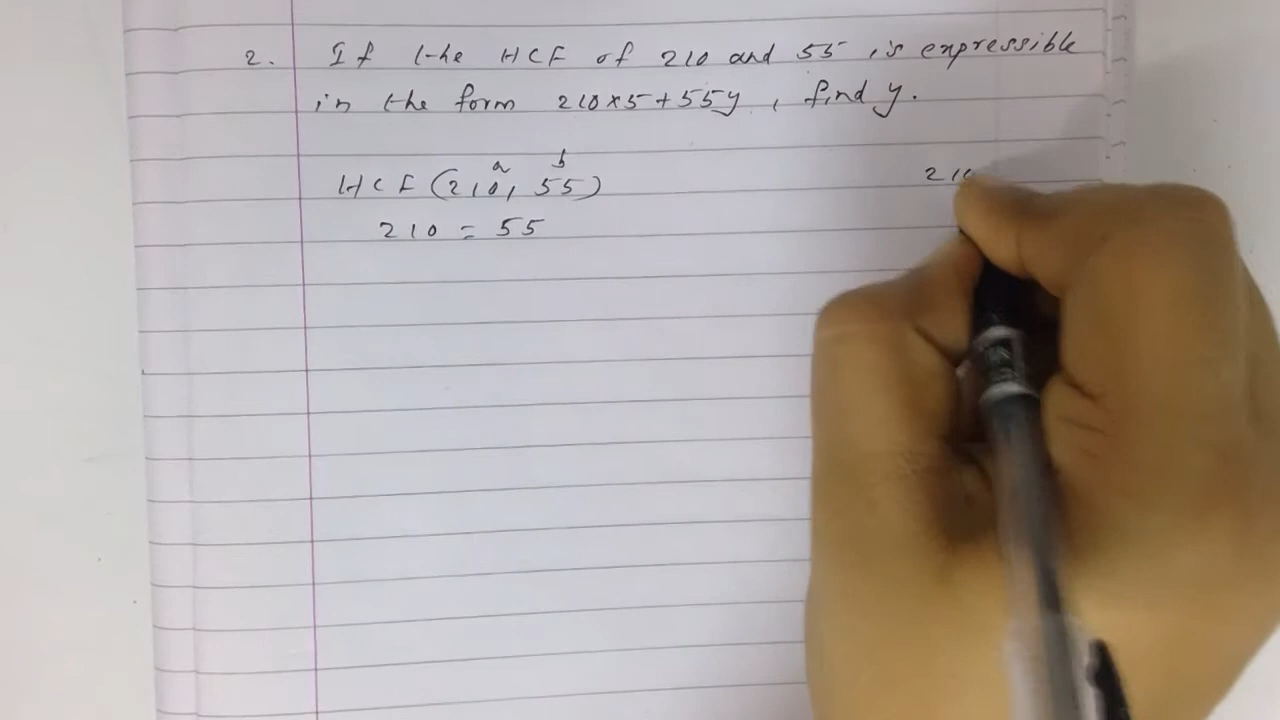 2. If the HCF of 210 and 55 is expressible
in the form 210×5+55y, find y.
a b
HCF (210, 55)
210 = 55
210